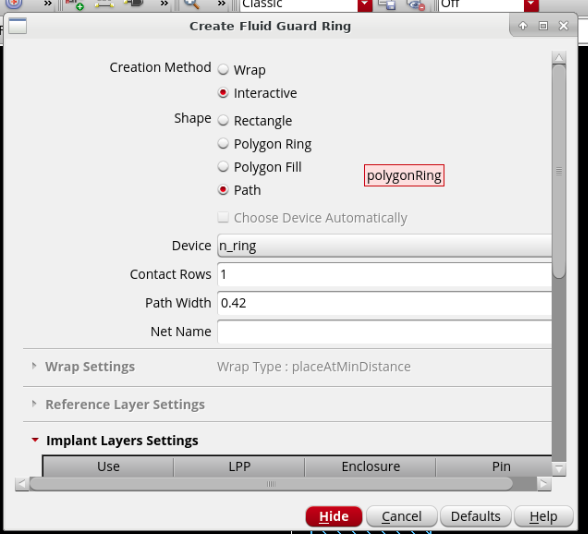 » » » Classic » Off
Create Fluid Guard Ring
Creation Method Wrap
Interactive
Shape Rectangle
Polygon Ring
Polygon Fill
polygonRing
Path
Choose Device Automatically
Device n_ring
Contact Rows 1
Path Width 0.42
Net Name
Wrap Settings Wrap Type : placeAtMinDistance
Reference Layer Settings
Implant Layers Settings
Use LPP Enclosure Pin
Hide Cancel Defaults Help